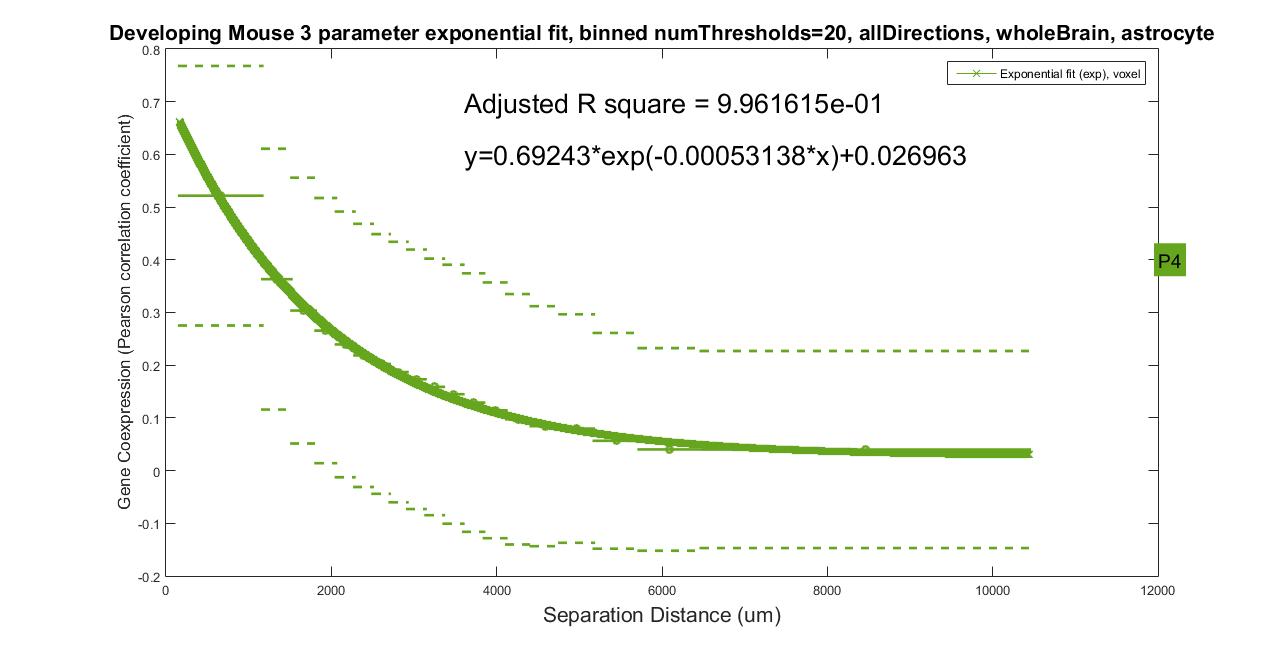 Developing Mouse 3 parameter exponential fit, binned numThresholds=20, allDirections, wholeBrain, astrocyte
Exponential fit (exp), voxel
Adjusted R square = 9.961615e-01
y=0.69243*exp(-0.00053138*x)+0.026963
P4
Gene Coexpression (Pearson correlation coefficient)
0.8
0.7
0.6
0.5
0.4
0.3
0.2
0.1
0
-0.1
-0.2
0 2000 4000 6000 8000 10000 12000
Separation Distance (um)